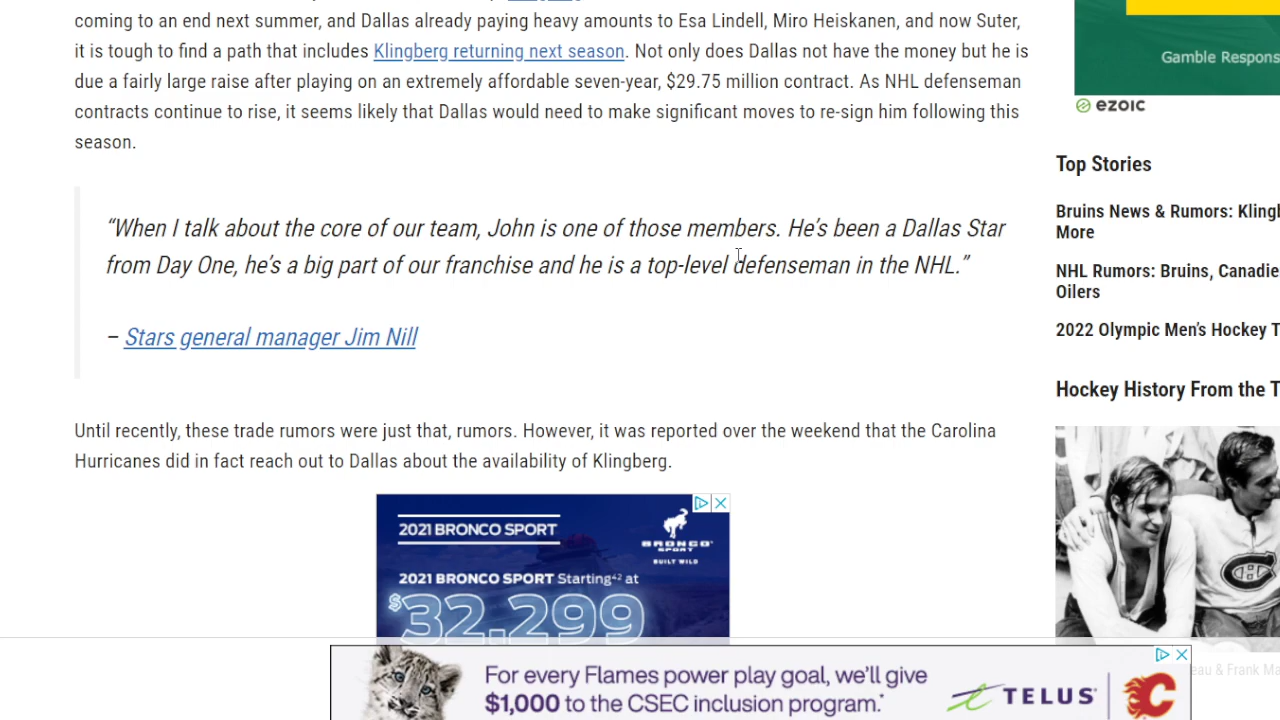 coming to an end next summer, and Dallas already paying heavy amounts to Esa Lindell, Miro Heiskanen, and now Suter,
it is tough to find a path that includes Klingberg returning next season. Not only does Dallas not have the money but he is
due a fairly large raise after playing on an extremely affordable seven-year, $29.75 million contract. As NHL defenseman
contracts continue to rise, it seems likely that Dallas would need to make significant moves to re-sign him following this
season.
“When I talk about the core of our team, John is one of those members. He’s been a Dallas Star
from Day One, he’s a big part of our franchise and he is a top-level defenseman in the NHL.”
– Stars general manager Jim Nill
Until recently, these trade rumors were just that, rumors. However, it was reported over the weekend that the Carolina
Hurricanes did in fact reach out to Dallas about the availability of Klingberg.
2021 BRONCO SPORT
BRONCO
SPORT
BUILT WILD
2021 BRONCO SPORT Starting42 at
$32,299
Gamble Respons
ezoic
Top Stories
Bruins News & Rumors: Kling
More
NHL Rumors: Bruins, Canadie
Oilers
2022 Olympic Men’s Hockey T
Hockey History From the T
eau & Frank Ma
For every Flames power play goal, we’ll give
$1,000 to the CSEC inclusion program.*
TELUS